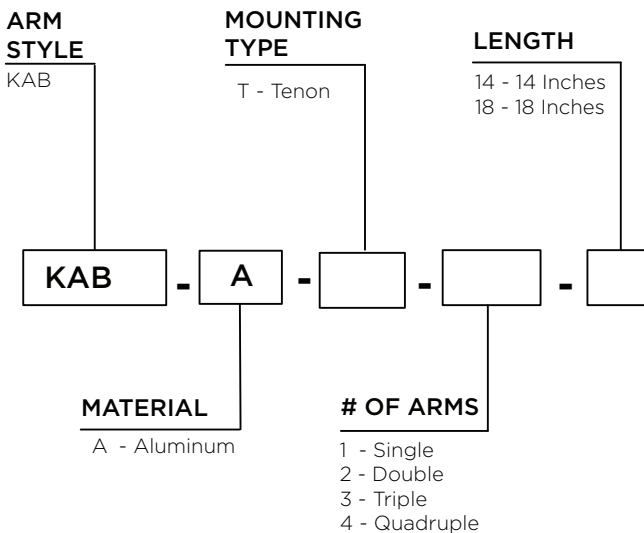 ARM
STYLE
KAB
MOUNTING
TYPE
T - Tenon
LENGTH
14 - 14 Inches
18 - 18 Inches
KAB - A - - -
MATERIAL
A - Aluminum
# OF ARMS
1 - Single
2 - Double
3 - Triple
4 - Quadruple